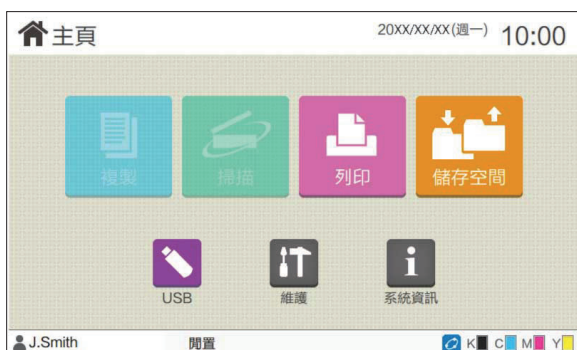 主頁
20XX/XX/XX(週一) 10:00
複製 掃描 列印 儲存空間
USB 維護 系統資訊
J.Smith 閒置 K C M Y